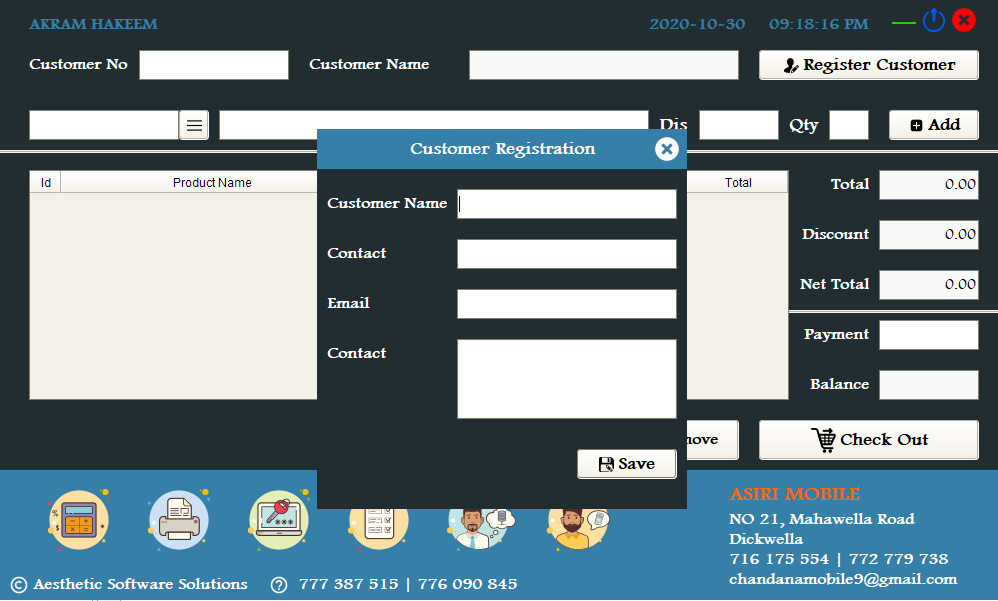 AKRAM HAKEEM 2020-10-30 09:18:16 PM
Customer No Customer Name Register Customer
Dis Qty Add
Customer Registration
Id Product Name Total
Total 0.00
Customer Name
Discount 0.00
Contact
Net Total 0.00
Email
Payment
Contact
Balance
Check Out
Save
ASIRI MOBILE
NO 21, Mahawella Road
Dickwella
716 175 554 | 772 779 738
chandanamobile9@gmail.com
© Aesthetic Software Solutions 777 387 515 | 776 090 845